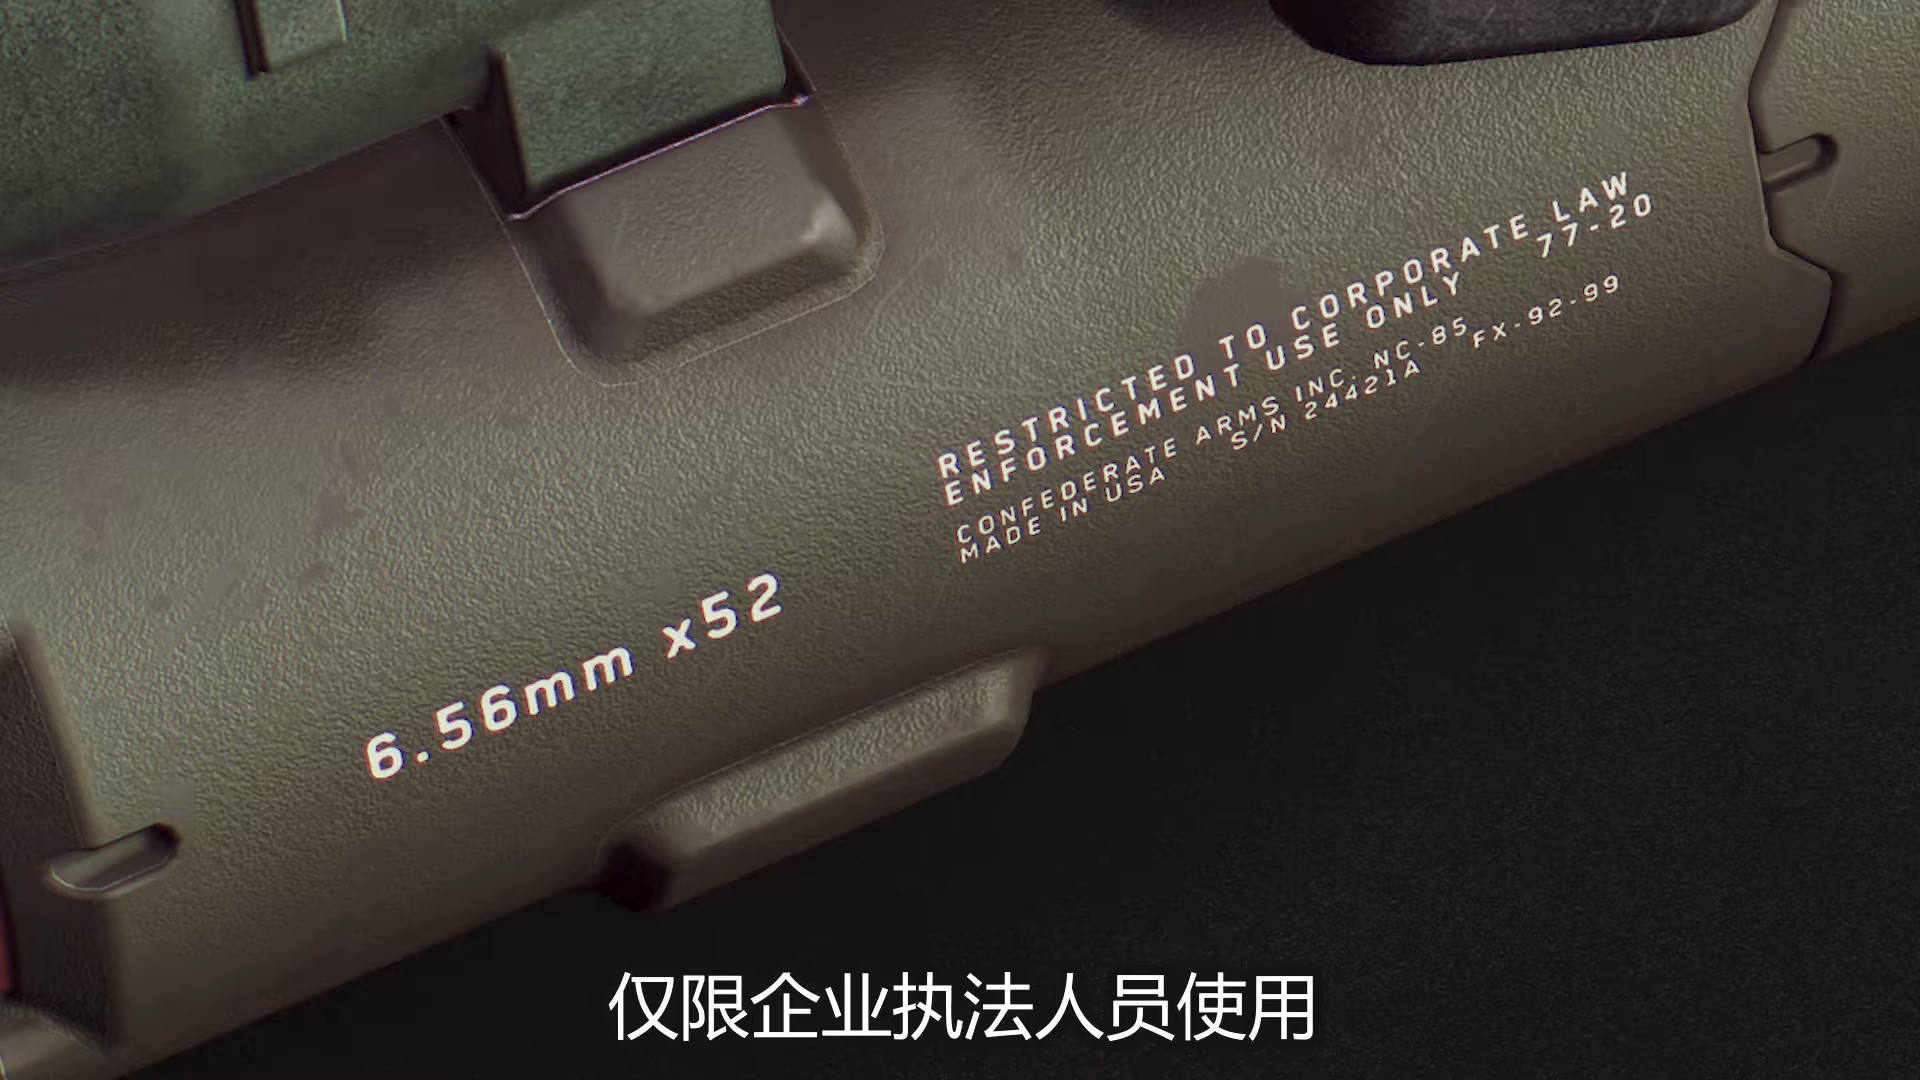 RESTRICTED TO CORPORATE LAW
ENFORCEMENT USE ONLY 77-20
CONFEDERATE ARMS INC. NC-85 FX-92-99
MADE IN USA S/N 24421A
6.56mm x52
仅限企业执法人员使用